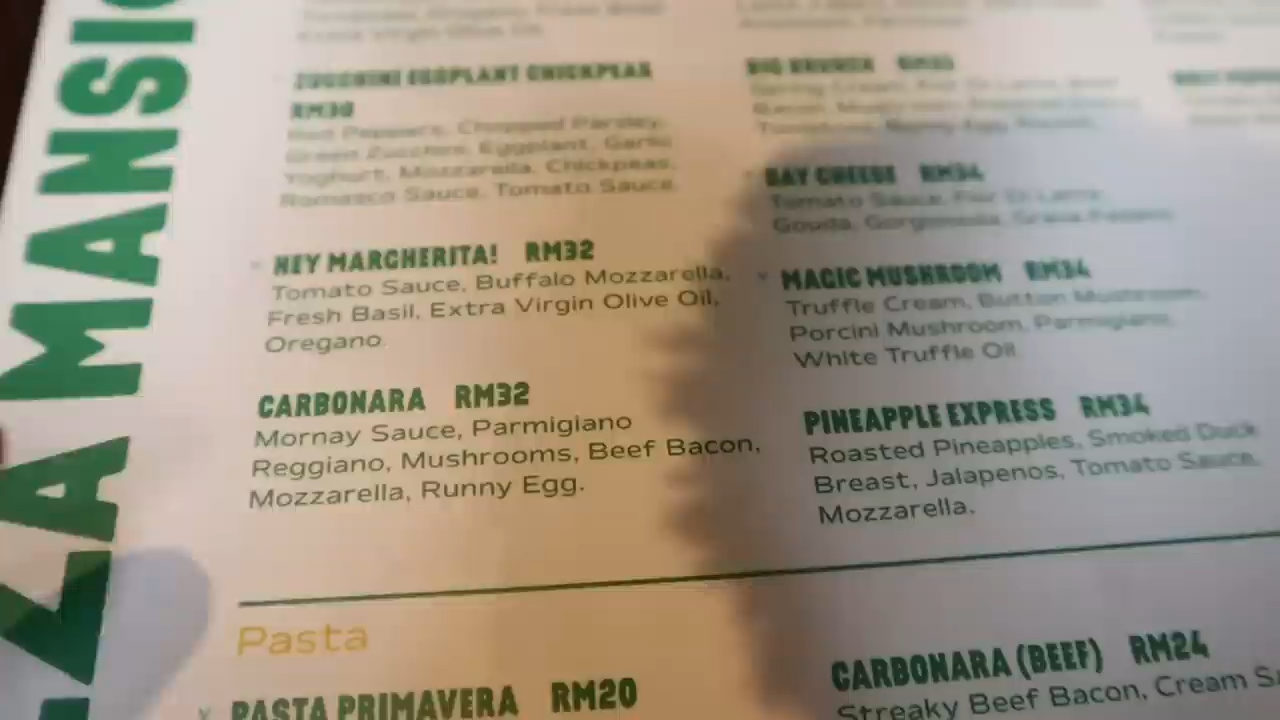 ZA MANSIO
ZUCCHINI EGGPLANT CHICKPEAS
RM30
Red Peppers, Chopped Parsley,
Green Zucchini, Eggplant, Garlic
Yoghurt, Mozzarella, Chickpeas,
Romesco Sauce, Tomato Sauce.
HEY MARGHERITA! RM32
Tomato Sauce, Buffalo Mozzarella,
Fresh Basil, Extra Virgin Olive Oil,
Oregano.
CARBONARA RM32
Mornay Sauce, Parmigiano
Reggiano, Mushrooms, Beef Bacon,
Mozzarella, Runny Egg.
BIG BRUNCH
BAY CHEESE RM34
Tomato Sauce, Fior Di Latte,
Gouda, Gorgonzola, Grana Padano.
MAGIC MUSHROOM RM34
Truffle Cream, Button Mushroom,
Porcini Mushroom, Parmigiano,
White Truffle Oil.
PINEAPPLE EXPRESS RM34
Roasted Pineapples, Smoked Duck
Breast, Jalapenos, Tomato Sauce,
Mozzarella.
Pasta
PASTA PRIMAVERA RM20
CARBONARA (BEEF) RM24
Streaky Beef Bacon, Cream